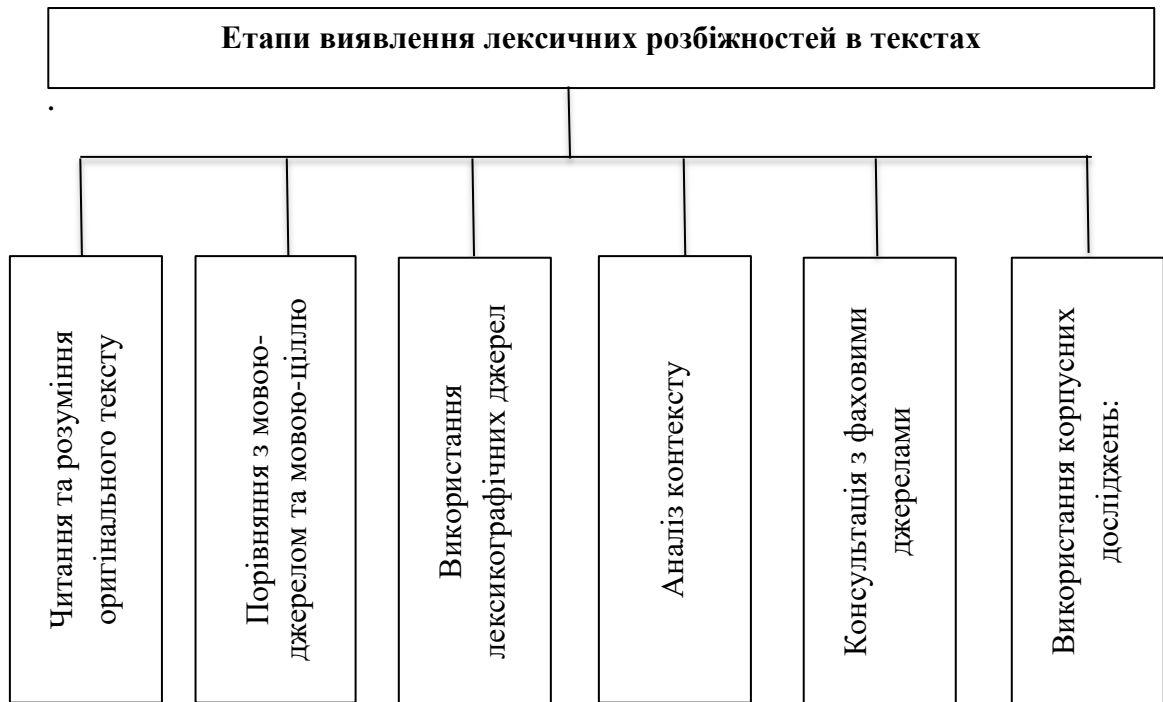 Етапи виявлення лексичних розбіжностей в текстах
.
Читання та розуміння
оригінального тексту
Порівняння з мовою-
джерелом та мовою-ціллю
Використання
лексикографічних джерел
Аналіз контексту
Консультація з фаховими
джерелами
Використання корпусних
досліджень: